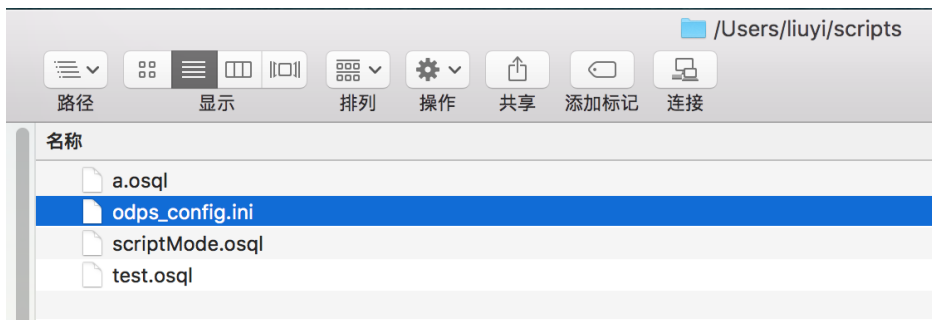 /Users/liuyi/scripts
路径 显示 排列 操作 共享 添加标记 连接
名称
a.osql
odps_config.ini
scriptMode.osql
test.osql